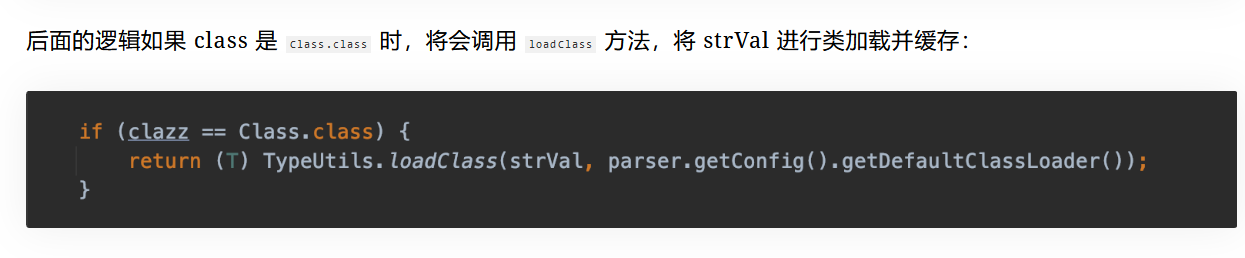 后面的逻辑如果 class 是 Class.class 时，将会调用 loadClass 方法，将 strVal 进行类加载并缓存：
if (clazz == Class.class) {
return (T) TypeUtils.loadClass(strVal, parser.getConfig().getDefaultClassLoader());
}